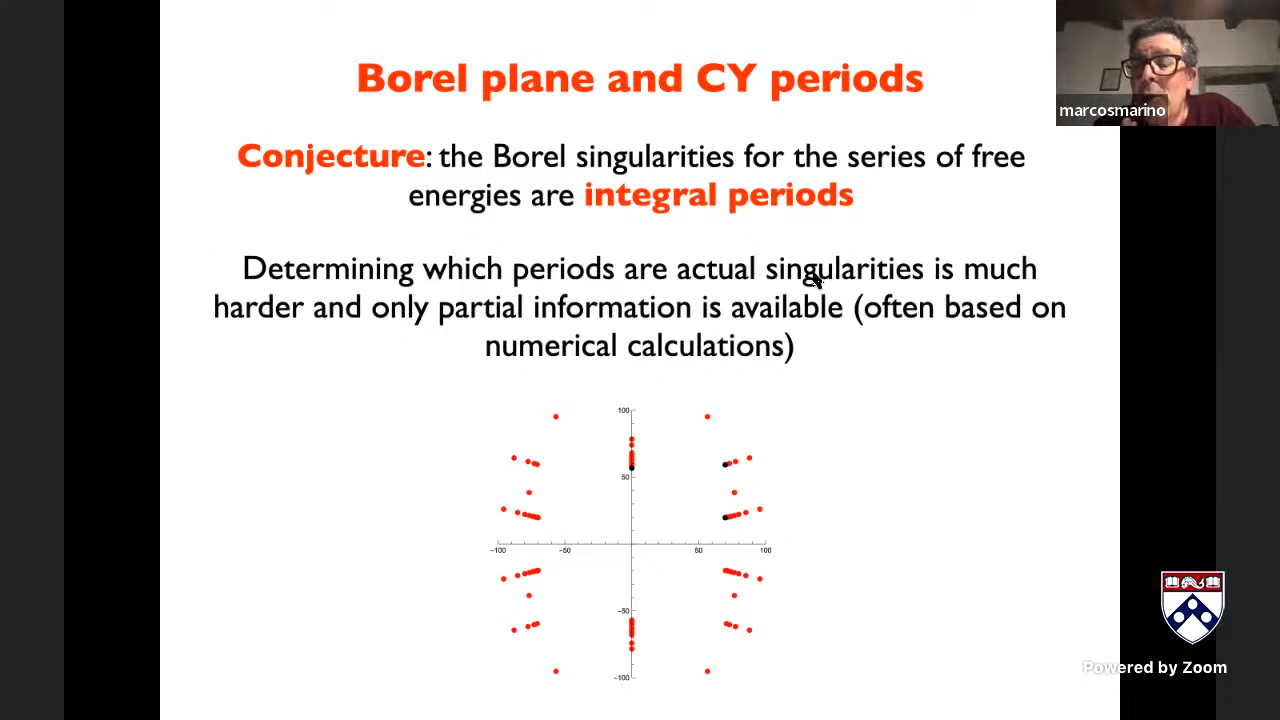 Borel plane and CY periods
marcosmarino
Conjecture: the Borel singularities for the series of free
energies are integral periods
Determining which periods are actual singularities is much
harder and only partial information is available (often based on
numerical calculations)
100
50
−100
−50
50
100
−50
−100
Powered by Zoom